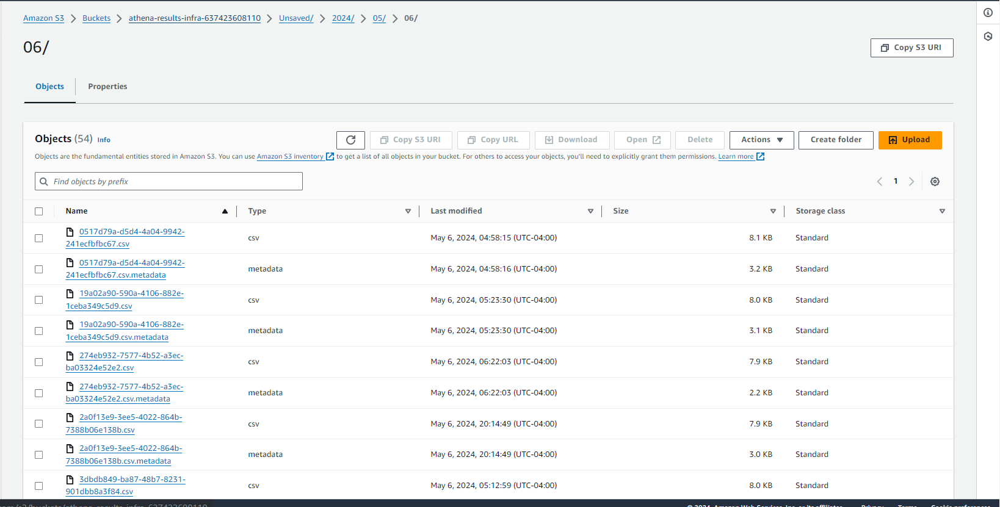 Amazon S3 > Buckets > athena-results-infra-637423608110 > Unsaved/ > 2024/ > 05/ > 06/
06/
Copy S3 URI
Objects Properties
Objects (54) Info
Copy S3 URI Copy URL Download Open Delete Actions Create folder Upload
Objects are the fundamental entities stored in Amazon S3. You can use Amazon S3 inventory to get a list of all objects in your bucket. For others to access your objects, you'll need to explicitly grant them permissions. Learn more
Find objects by prefix
1
Name Type Last modified Size Storage class
0517d79a-d5d4-4a04-9942-
241ecfbfbc67.csv
csv May 6, 2024, 04:58:15 (UTC-04:00) 8.1 KB Standard
0517d79a-d5d4-4a04-9942-
241ecfbfbc67.csv.metadata
metadata May 6, 2024, 04:58:16 (UTC-04:00) 3.2 KB Standard
19a02a90-590a-4106-882e-
1ceba349c5d9.csv
csv May 6, 2024, 05:23:30 (UTC-04:00) 8.0 KB Standard
19a02a90-590a-4106-882e-
1ceba349c5d9.csv.metadata
metadata May 6, 2024, 05:23:30 (UTC-04:00) 3.1 KB Standard
274eb932-7577-4b52-a3ec-
ba03324e52e2.csv
csv May 6, 2024, 06:22:03 (UTC-04:00) 7.9 KB Standard
274eb932-7577-4b52-a3ec-
ba03324e52e2.csv.metadata
metadata May 6, 2024, 06:22:03 (UTC-04:00) 2.2 KB Standard
2a0f13e9-3ee5-4022-864b-
7388b06e138b.csv
csv May 6, 2024, 20:14:49 (UTC-04:00) 7.9 KB Standard
2a0f13e9-3ee5-4022-864b-
7388b06e138b.csv.metadata
metadata May 6, 2024, 20:14:49 (UTC-04:00) 3.0 KB Standard
3dbdb849-ba87-48b7-8231-
901dbb8a3f84.csv
csv May 6, 2024, 05:12:59 (UTC-04:00) 8.0 KB Standard
© 2024, Amazon Web Services, Inc. or its affiliates. Privacy Terms Cookie preferences